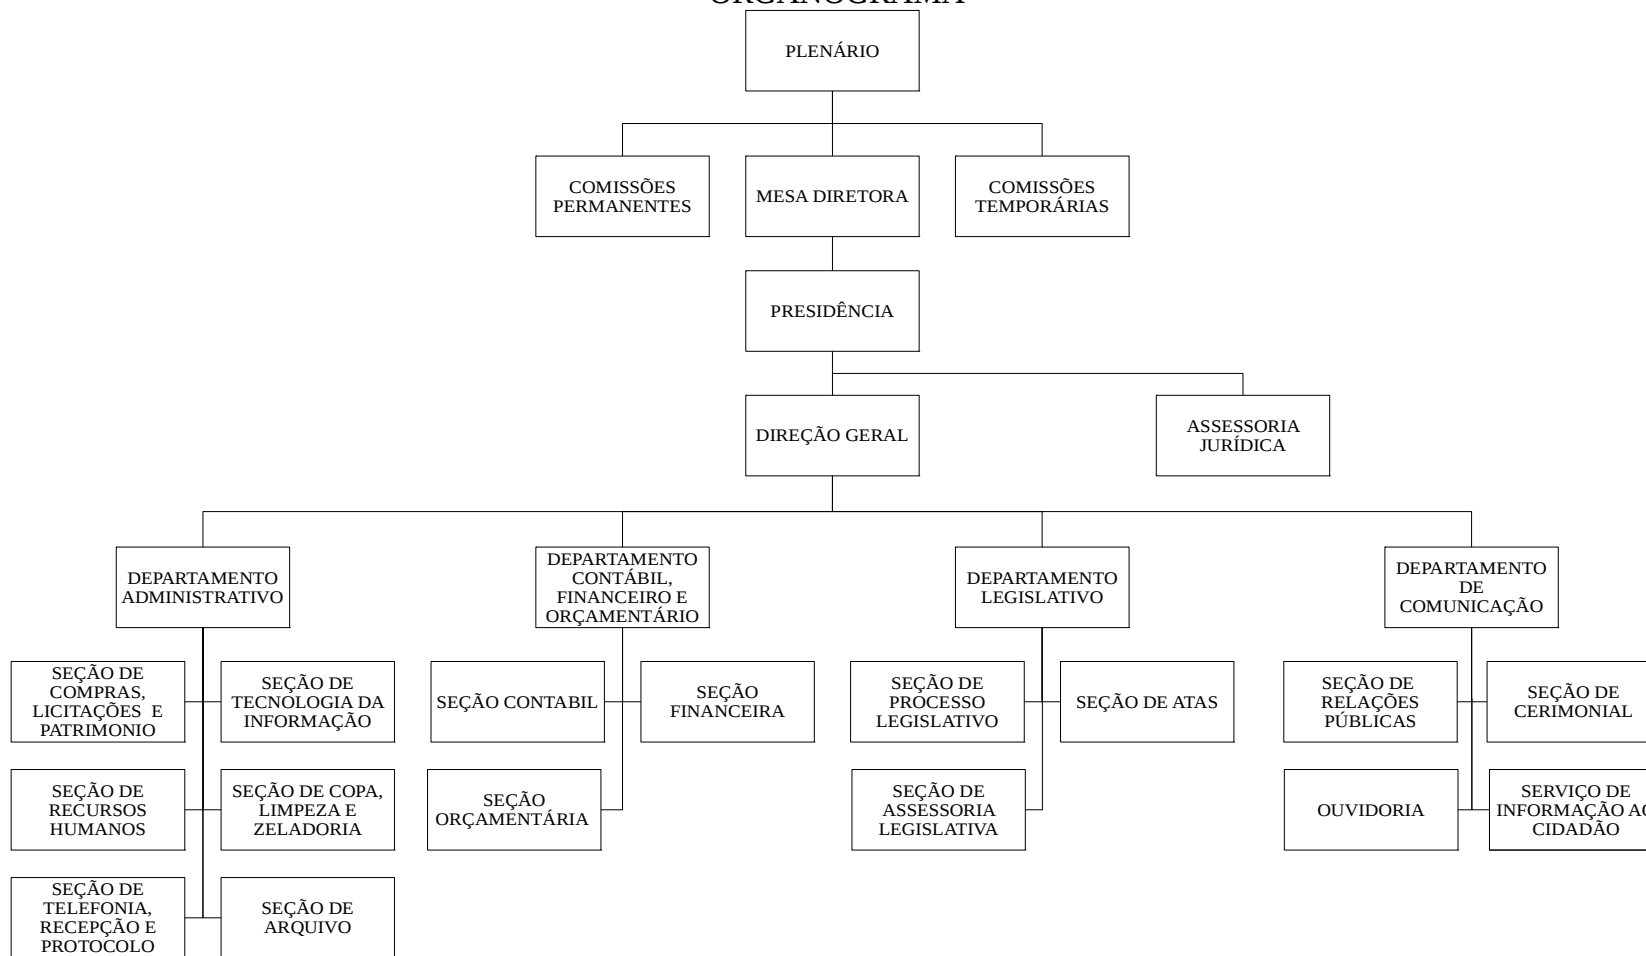 ORGANOGRAMA
PLENÁRIO
COMISSÕES
PERMANENTES
MESA DIRETORA
COMISSÕES
TEMPORÁRIAS
PRESIDÊNCIA
DIREÇÃO GERAL
ASSESSORIA
JURÍDICA
DEPARTAMENTO
ADMINISTRATIVO
DEPARTAMENTO
CONTÁBIL,
FINANCEIRO E
ORÇAMENTÁRIO
DEPARTAMENTO
LEGISLATIVO
DEPARTAMENTO
DE
COMUNICAÇÃO
SEÇÃO DE
COMPRAS,
LICITAÇÕES  E
PATRIMONIO
SEÇÃO DE
TECNOLOGIA DA
INFORMAÇÃO
SEÇÃO CONTABIL
SEÇÃO
FINANCEIRA
SEÇÃO DE
PROCESSO
LEGISLATIVO
SEÇÃO DE ATAS
SEÇÃO DE
RELAÇÕES
PÚBLICAS
SEÇÃO DE
CERIMONIAL
SEÇÃO DE
RECURSOS
HUMANOS
SEÇÃO DE COPA,
LIMPEZA E
ZELADORIA
SEÇÃO
ORÇAMENTÁRIA
SEÇÃO DE
ASSESSORIA
LEGISLATIVA
OUVIDORIA
SERVIÇO DE
INFORMAÇÃO AO
CIDADÃO
SEÇÃO DE
TELEFONIA,
RECEPÇÃO E
PROTOCOLO
SEÇÃO DE
ARQUIVO